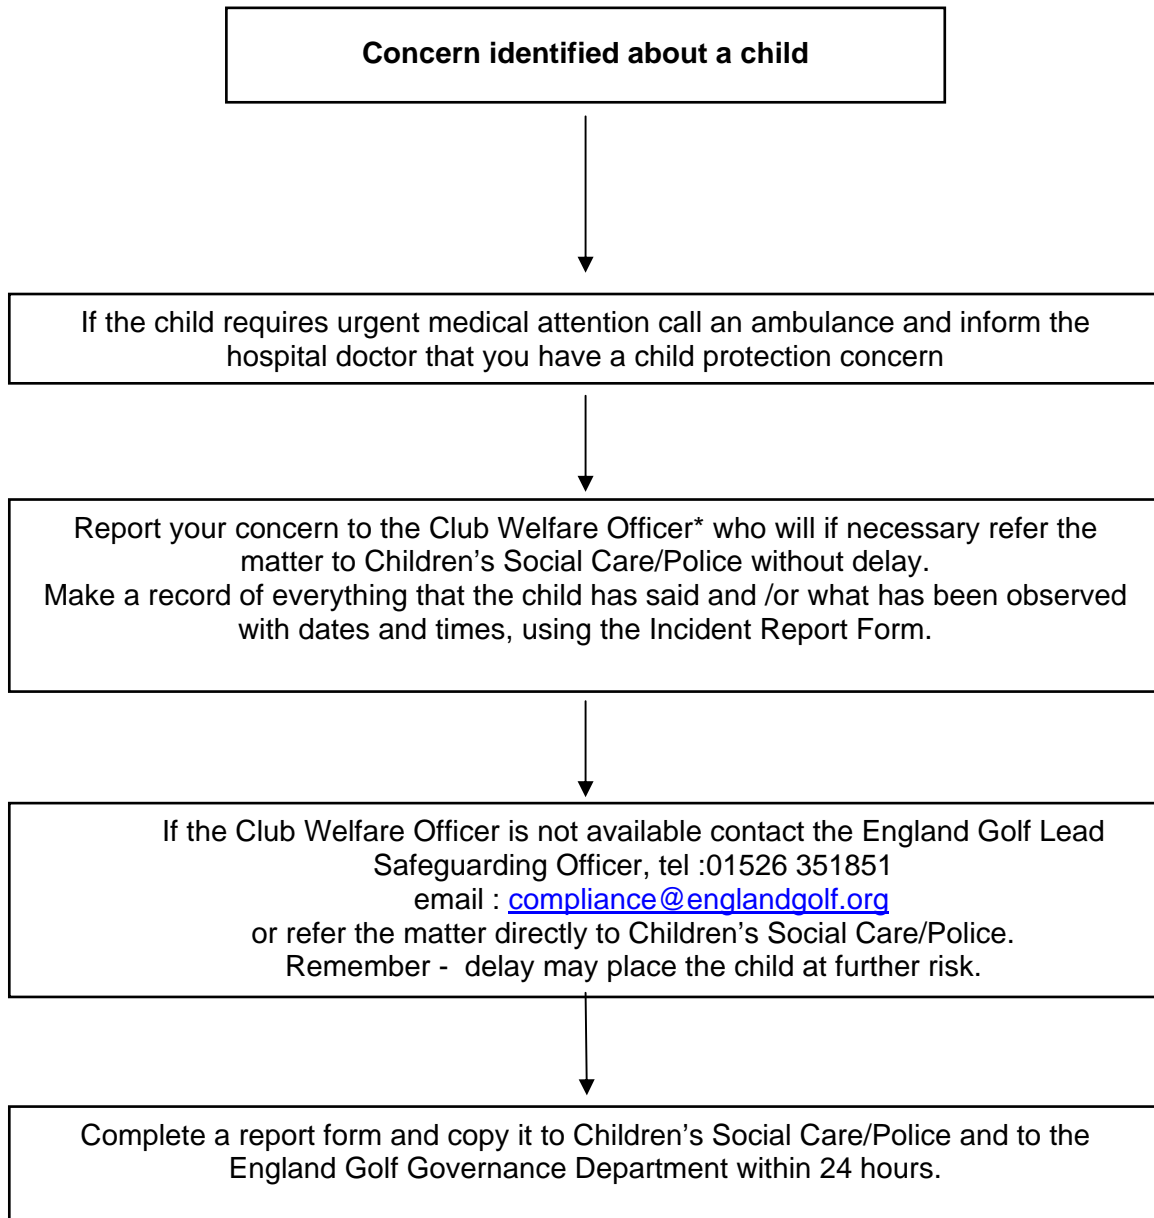 Concern identified about a child
If the child requires urgent medical attention call an ambulance and inform the
hospital doctor that you have a child protection concern
Report your concern to the Club Welfare Officer* who will if necessary refer the
matter to Children’s Social Care/Police without delay.
Make a record of everything that the child has said and /or what has been observed
with dates and times, using the Incident Report Form.
If the Club Welfare Officer is not available contact the England Golf Lead
Safeguarding Officer, tel :01526 351851
email : compliance@englandgolf.org
or refer the matter directly to Children’s Social Care/Police.
Remember -  delay may place the child at further risk.
Complete a report form and copy it to Children’s Social Care/Police and to the
England Golf Governance Department within 24 hours.